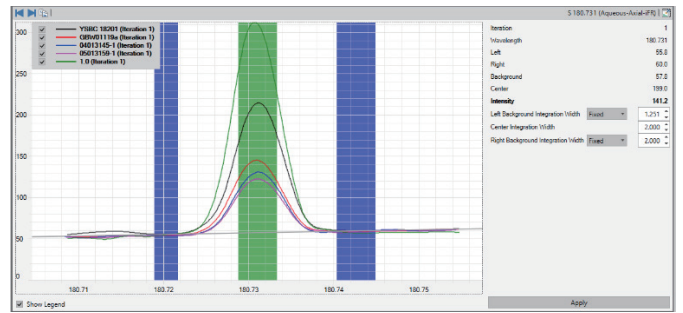 S 180.731 (Aqueous-Axial-iFR)
300
250
200
150
100
50
0
YSBC 18201 (Iteration 1)
GBW01119a (Iteration 1)
04013145-1 (Iteration 1)
05013159-1 (Iteration 1)
1.0 (Iteration 1)
180.71
180.72
180.73
180.74
180.75
Show Legend
Iteration 1
Wavelength 180.731
Left 55.8
Right 60.0
Background 57.8
Center 199.0
Intensity 141.2
Left Background Integration Width Fixed 1.251
Center Integration Width 2.000
Right Background Integration Width Fixed 2.000
Apply